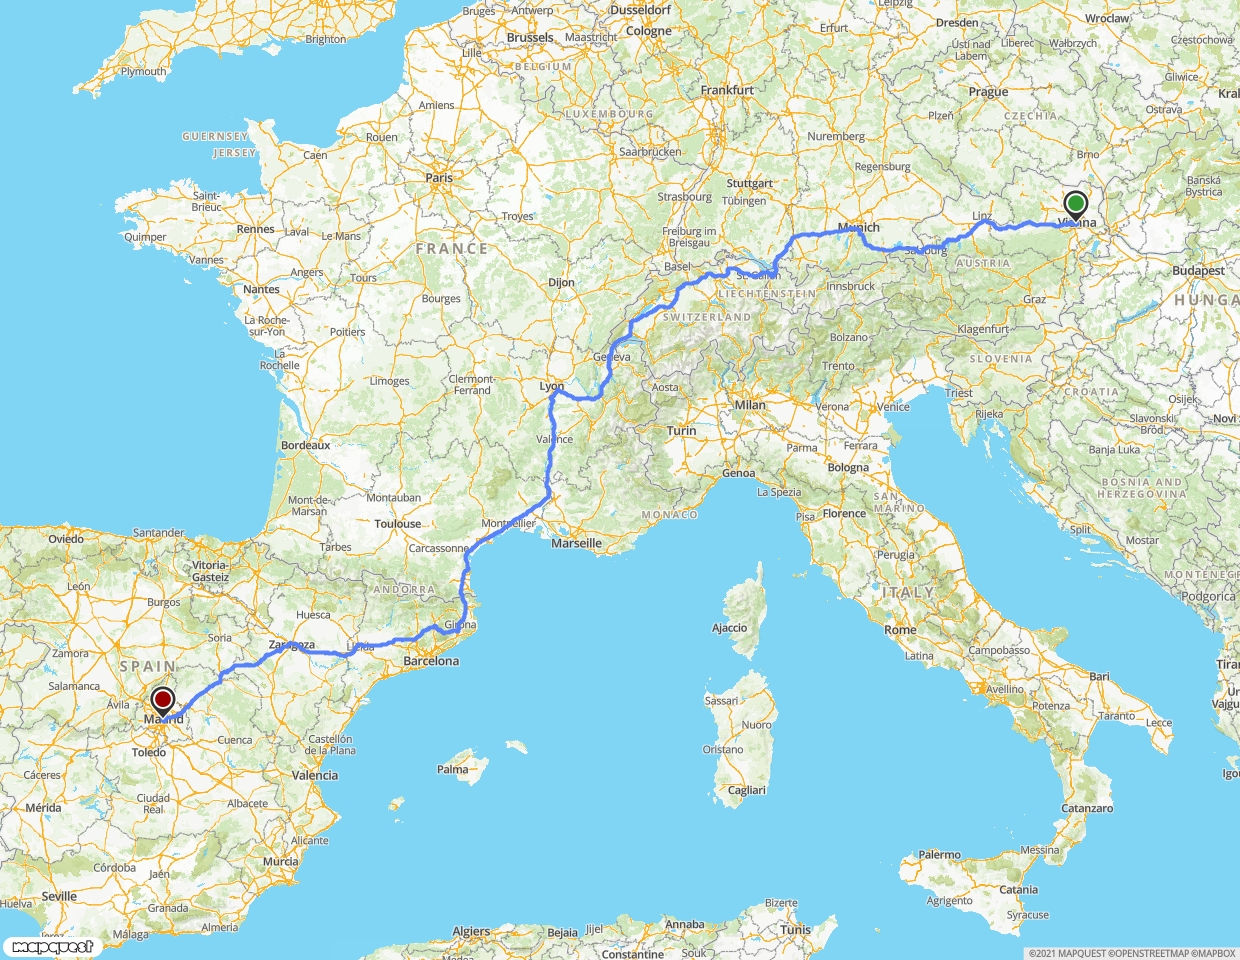 Leipzig
Bruges
Antwerp
Dusseldorf
Cologne
Dresden
Wroclaw
Brighton
Brussels
Maastricht
Erfurt
Ústí nad
Labem
Liberec
Wałbrzych
Częstochowa
Lille
BELGIUM
Plymouth
Gliwice
Frankfurt
Prague
Krak
Amiens
LUXEMBOURG
Plzeň
CZECHIA
Ostrava
GUERNSEY
JERSEY
Rouen
Nuremberg
Caen
Saarbrücken
Brno
Regensburg
Paris
Stuttgart
Tübingen
Banská
Bystrica
Saint-
Brieuc
Strasbourg
Troyes
Linz
Vienna
Quimper
Rennes
Laval
Le Mans
Freiburg im
Breisgau
Munich
FRANCE
Salzburg
Vannes
Angers
Tours
Basel
AUSTRIA
Budapest
Dijon
St. Gallen
Innsbruck
Nantes
Bourges
LIECHTENSTEIN
Graz
HUNGA
La Roche-
sur-Yon
SWITZERLAND
Klagenfurt
Poitiers
Bolzano
La
Rochelle
Geneva
SLOVENIA
Trento
Limoges
Clermont-
Ferrand
Lyon
Aosta
CROATIA
Triest
Osijek
Milan
Verona
Venice
Rijeka
Slavonski
Brod
Novi S
Turin
Valence
Bordeaux
Parma
Ferrara
Banja Luka
Genoa
Bologna
BOSNIA AND
HERZEGOVINA
La Spezia
SAN
MARINO
Mont-de-
Marsan
Montauban
MONACO
Pisa
Florence
Montpellier
Toulouse
Split
Santander
Oviedo
Marseille
Mostar
Tarbes
Carcassonne
Perugia
Vitoria-
Gasteiz
MONTENEGR
León
ANDORRA
ITALY
Podgorica
Burgos
Huesca
Girona
Ajaccio
Rome
Soria
Zaragoza
Lleida
Zamora
Campobasso
Latina
Barcelona
SPAIN
Tiran
Bari
Salamanca
Avellino
Sassari
Ávila
Potenza
Vlor
Taranto
Lecce
Madrid
Nuoro
Cuenca
Castellón
de la Plana
Oristano
Toledo
Palma
Cáceres
Valencia
Igou
Cagliari
Ciudad
Real
Albacete
Mérida
Catanzaro
Alicante
Murcia
Palermo
Messina
Córdoba
Jaén
Catania
Seville
Agrigento
Huelva
Bizerte
Granada
Syracuse
Jerez
Málaga
Almería
Algiers
Bejaia
Jijel
Annaba
Tunis
mapquest
Medea
Constantine
Souk
©2021 MAPQUEST ©OPENSTREETMAP ©MAPBOX